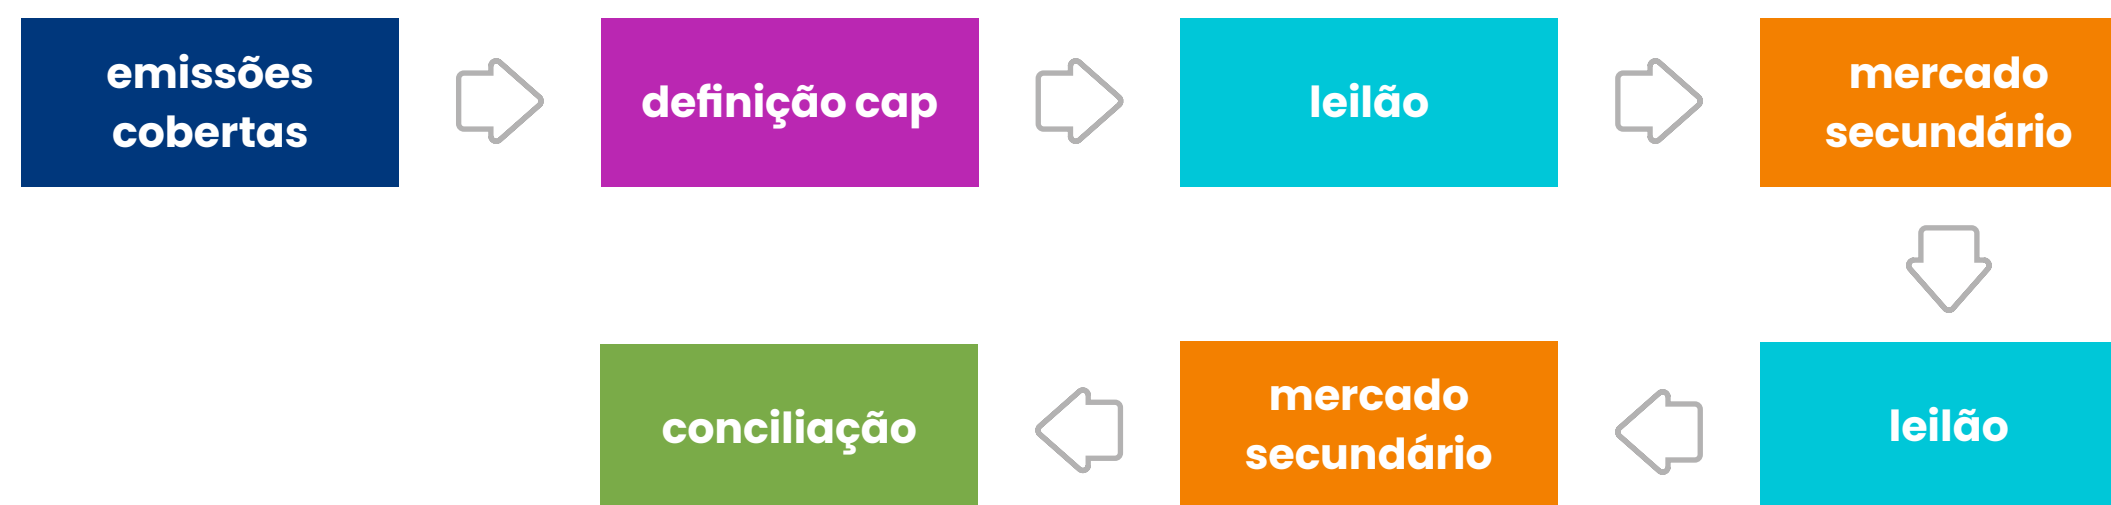 emissões
cobertas
definição cap
leilão
mercado
secundário
leilão
mercado
secundário
conciliação